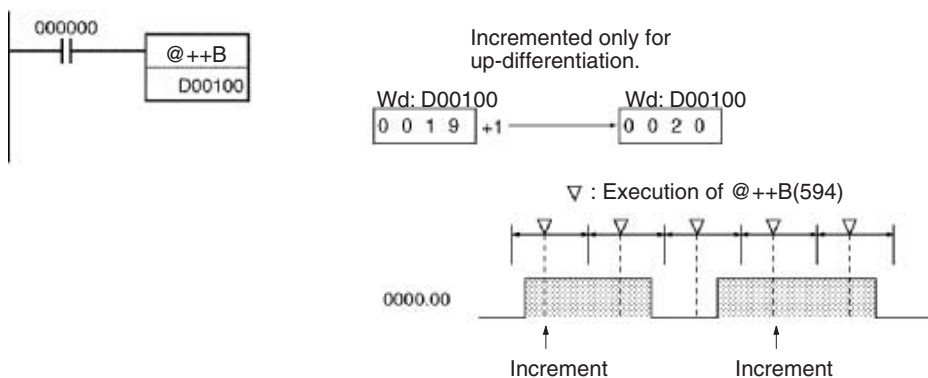 000000
@++B
D00100
Incremented only for
up-differentiation.
Wd: D00100
Wd: D00100
0 0 1 9 +1
0 0 2 0
▽ : Execution of @++B(594)
0000.00
Increment
Increment